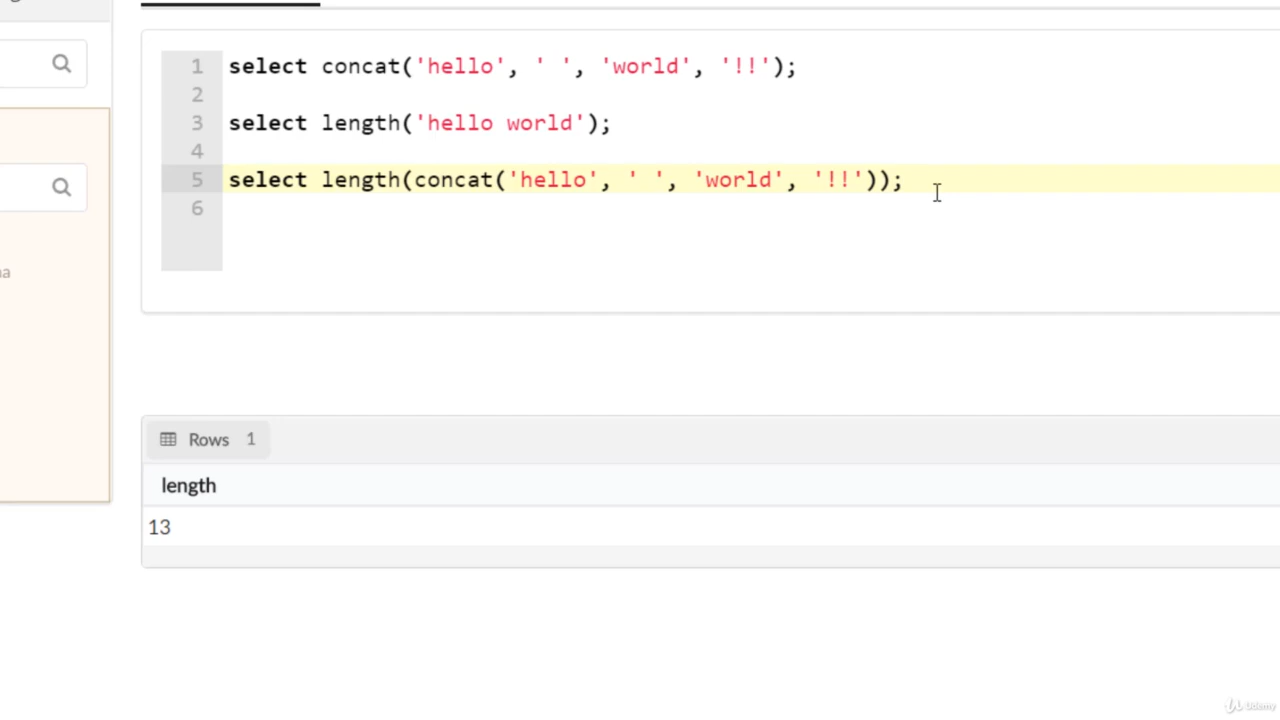 1 select concat('hello', ' ', 'world', '!!');
2
3 select length('hello world');
4
5 select length(concat('hello', ' ', 'world', '!!'));
6
Rows 1
length
13
Udemy